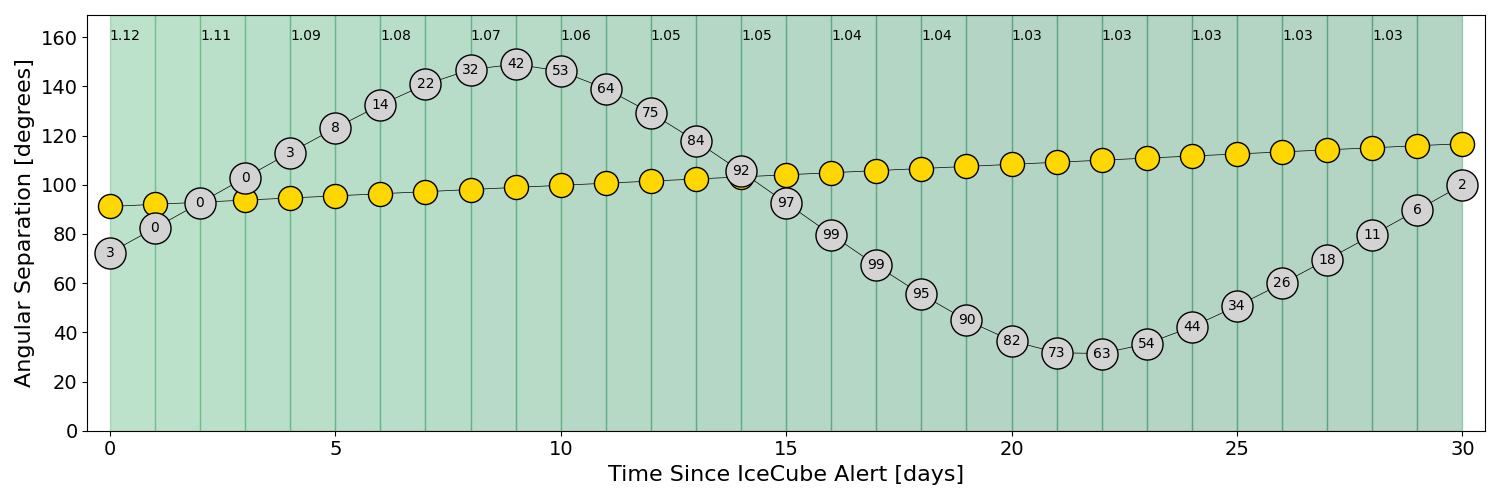 160
140
120
100
80
60
40
20
0
Angular Separation [degrees]
1.12 1.11 1.09 1.08 1.07 1.06 1.05 1.05 1.04 1.04 1.03 1.03 1.03 1.03 1.03
3 0 0 0 3 8 14 22 32 42 53 64 75 84 92 97 99 99 95 90 82 73 63 54 44 34 26 18 11 6 2
0 5 10 15 20 25 30
Time Since IceCube Alert [days]